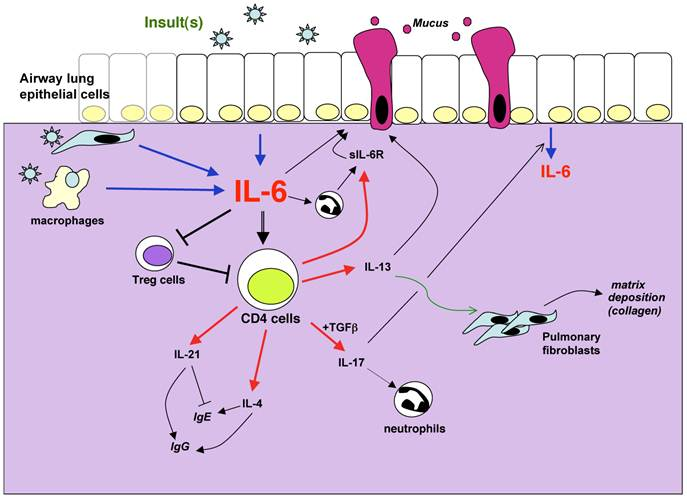 Insult(s)
Mucus
Airway lung
epithelial cells
sIL-6R
IL-6
IL-6
macrophages
Treg cells
IL-13
CD4 cells
matrix
deposition
(collagen)
+TGFβ
Pulmonary
fibroblasts
IL-21
IL-17
IL-4
IgE
IgG
neutrophils